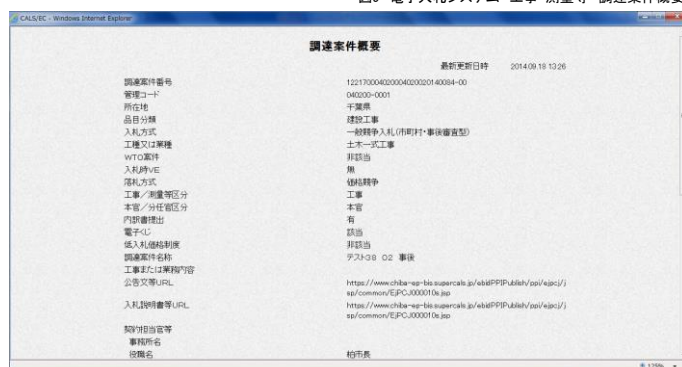 CALS/EC - Windows Internet Explorer
調達案件概要
最新更新日時 2014.09.18 13:26
調達案件番号 1221700040200040020020140084-00
管理コード 040200-0001
所在地 千葉県
品目分類 建設工事
入札方式 一般競争入札(市町村・事後審査型)
工種又は業種 土木一式工事
WTO案件 非該当
入札時VE 無
落札方式 価格競争
工事/測量等区分 工事
本官/分任官区分 本官
内訳書提出 有
電子くじ 該当
低入札価格制度 非該当
調達案件名称 テスト38 02 事後
工事または業務内容
公告文等URL https://www.chiba-ep-bis.supercals.jp/ebidPPIPublish/ppi/ejpcj/j
sp/common/EjPCJ000010s.jsp
入札説明書等URL https://www.chiba-ep-bis.supercals.jp/ebidPPIPublish/ppi/ejpcj/j
sp/common/EjPCJ000010s.jsp
契約担当官等
事務所名
役職名 柏市長
125%